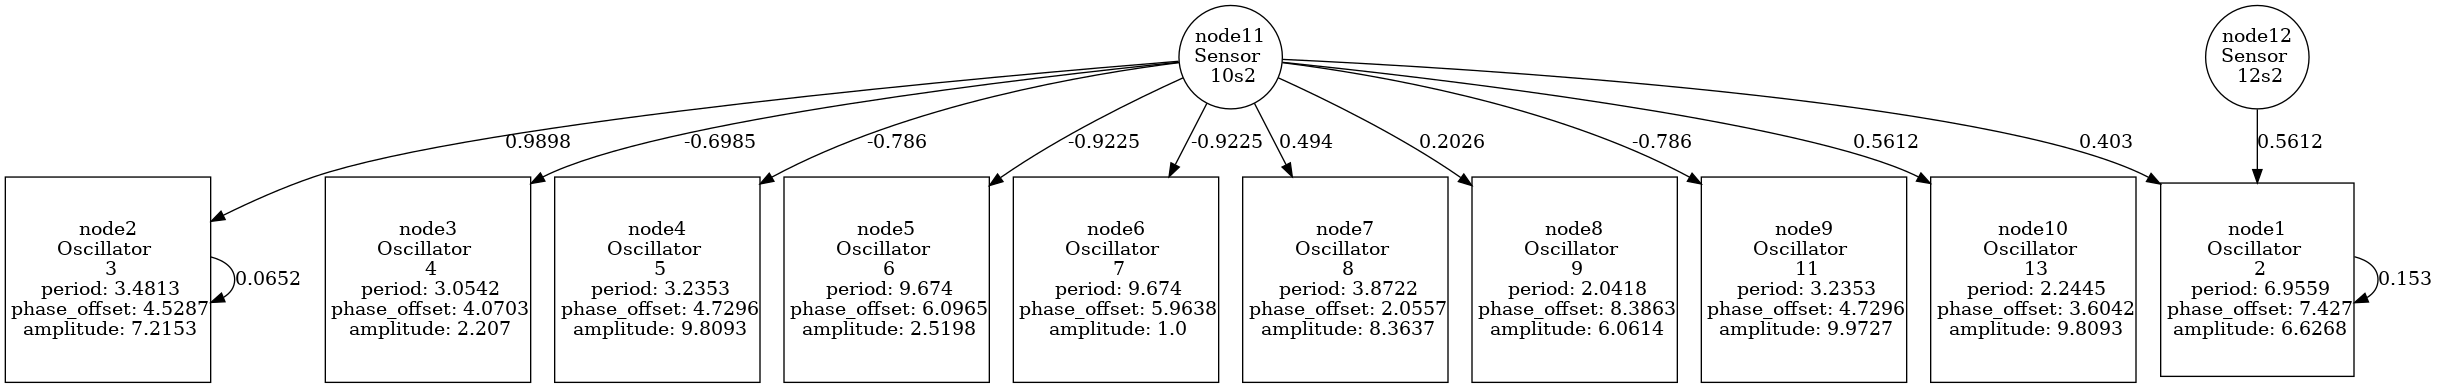 node11
Sensor
10s2
node12
Sensor
12s2
0.9898
-0.6985
-0.786
-0.9225
-0.9225
0.494
0.2026
-0.786
0.5612
0.403
0.5612
node2
Oscillator
3
period: 3.4813
phase_offset: 4.5287
amplitude: 7.2153
0.0652
node3
Oscillator
4
period: 3.0542
phase_offset: 4.0703
amplitude: 2.207
node4
Oscillator
5
period: 3.2353
phase_offset: 4.7296
amplitude: 9.8093
node5
Oscillator
6
period: 9.674
phase_offset: 6.0965
amplitude: 2.5198
node6
Oscillator
7
period: 9.674
phase_offset: 5.9638
amplitude: 1.0
node7
Oscillator
8
period: 3.8722
phase_offset: 2.0557
amplitude: 8.3637
node8
Oscillator
9
period: 2.0418
phase_offset: 8.3863
amplitude: 6.0614
node9
Oscillator
11
period: 3.2353
phase_offset: 4.7296
amplitude: 9.9727
node10
Oscillator
13
period: 2.2445
phase_offset: 3.6042
amplitude: 9.8093
node1
Oscillator
2
period: 6.9559
phase_offset: 7.427
amplitude: 6.6268
0.153